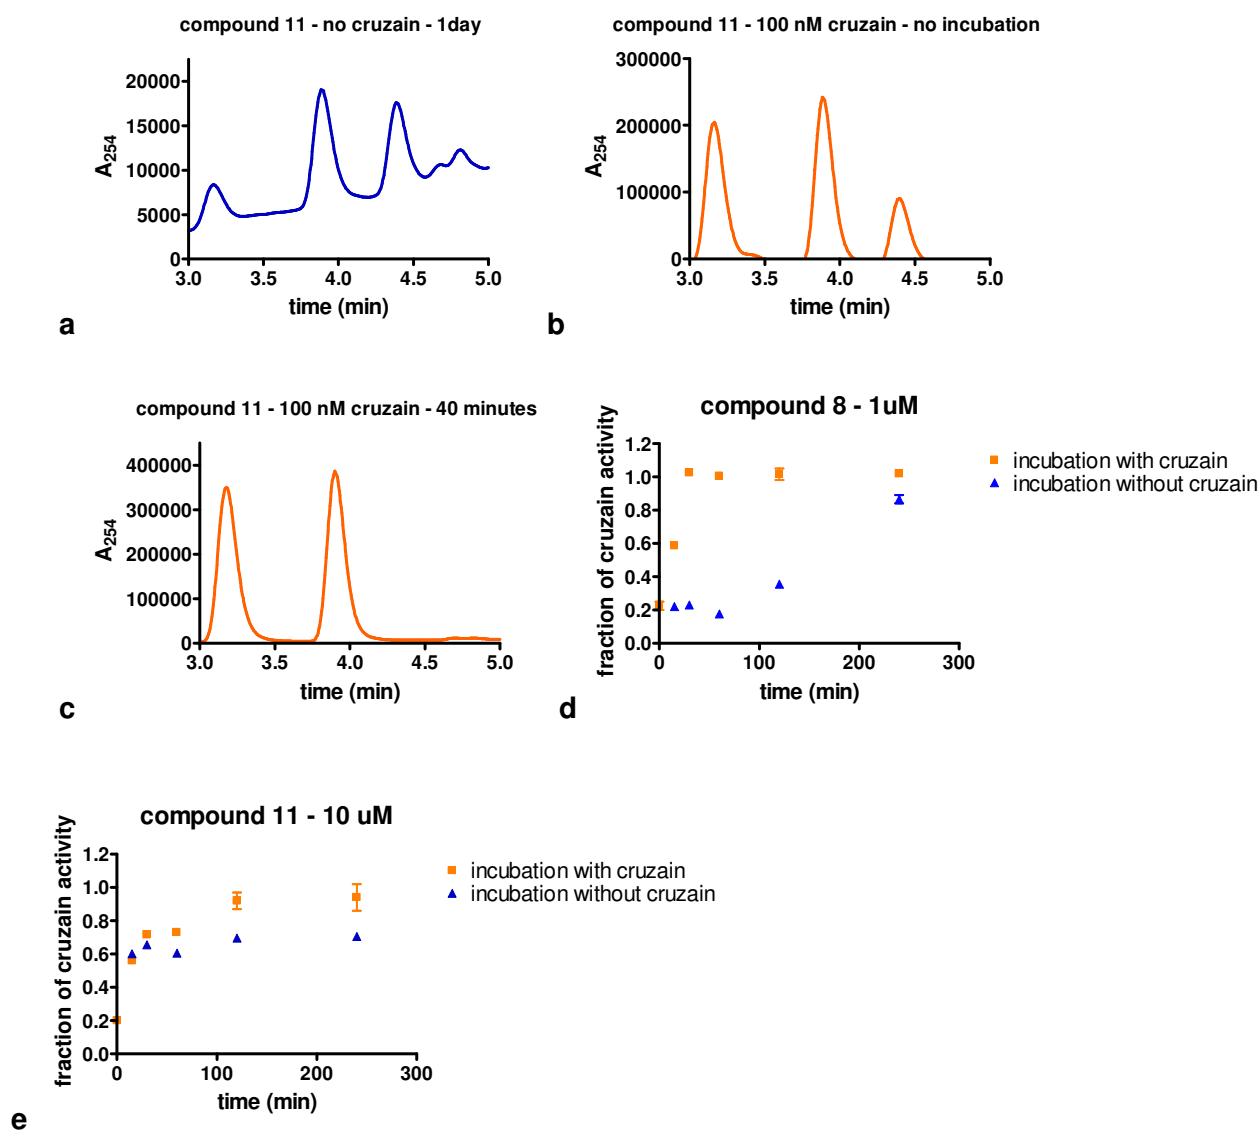 compound 11 - no cruzain - 1day
A254
20000
15000
10000
5000
0
3.0 3.5 4.0 4.5 5.0
time (min)
a
compound 11 - 100 nM cruzain - no incubation
A254
300000
200000
100000
0
3.0 3.5 4.0 4.5 5.0
time (min)
b
compound 11 - 100 nM cruzain - 40 minutes
A254
400000
300000
200000
100000
0
3.0 3.5 4.0 4.5 5.0
time (min)
c
compound 8 - 1uM
fraction of cruzain activity
1.2
1.0
0.8
0.6
0.4
0.2
0.0
0 100 200 300
time (min)
incubation with cruzain
incubation without cruzain
d
compound 11 - 10 uM
fraction of cruzain activity
1.2
1.0
0.8
0.6
0.4
0.2
0.0
0 100 200 300
time (min)
incubation with cruzain
incubation without cruzain
e